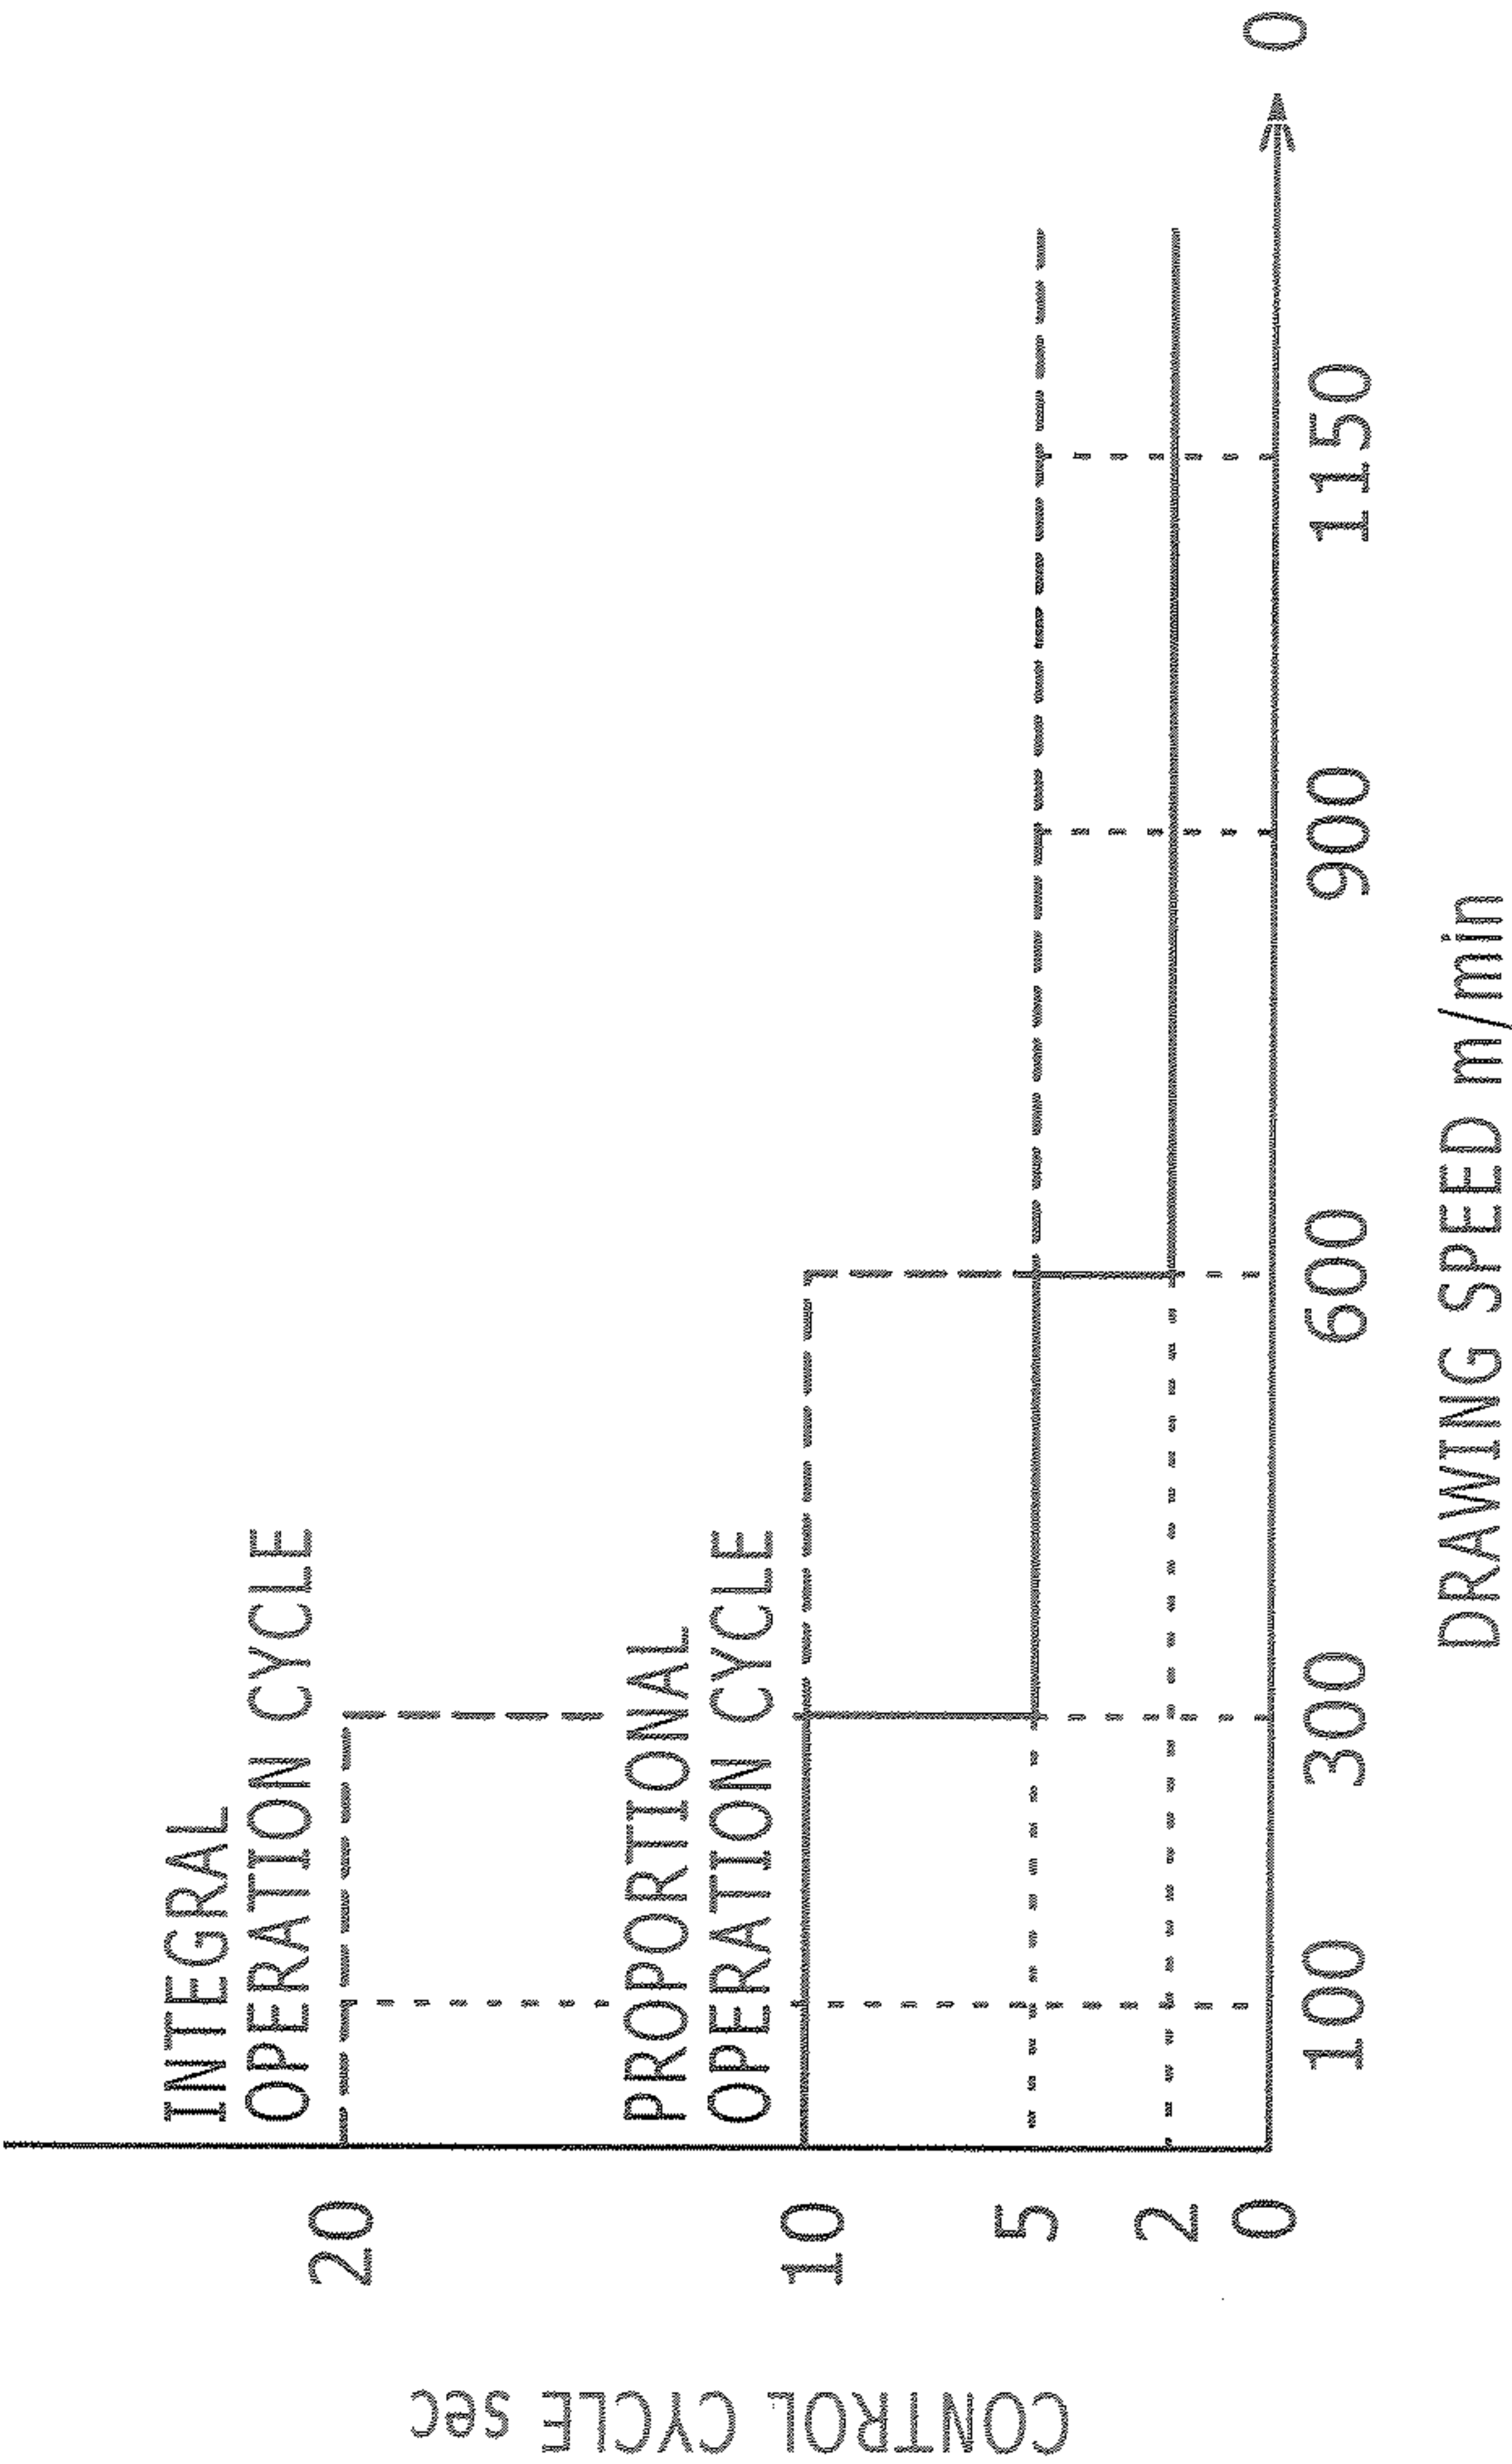 CONTROL CYCLE sec
INTEGRAL
OPERATION CYCLE
20
PROPORTIONAL
OPERATION CYCLE
10
5
2
0
0
100
300
600
900
1150
DRAWING SPEED m/min